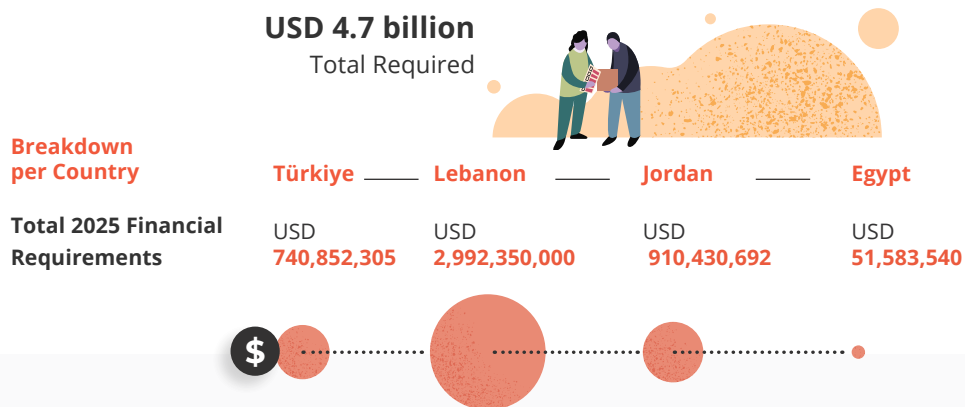 USD 4.7 billion
Total Required
Breakdown
per Country
Türkiye
Lebanon
Jordan
Egypt
Total 2025 Financial
Requirements
USD
740,852,305
USD
2,992,350,000
USD
910,430,692
USD
51,583,540
$